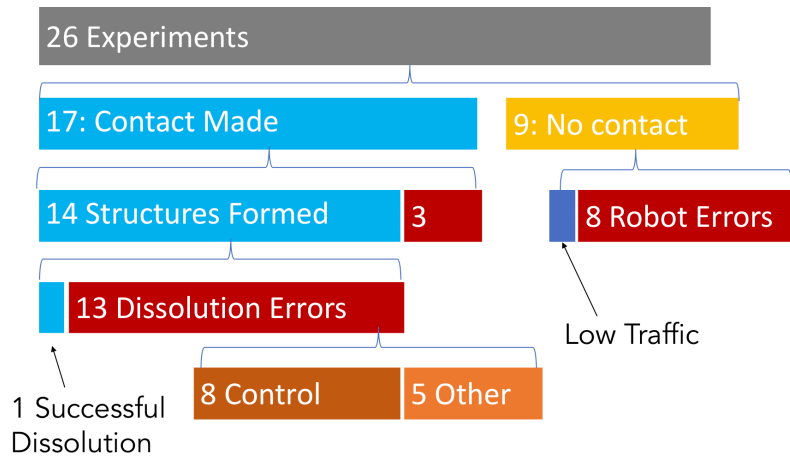 26 Experiments
17: Contact Made
9: No contact
14 Structures Formed
3
8 Robot Errors
13 Dissolution Errors
Low Traffic
8 Control
5 Other
1 Successful
Dissolution